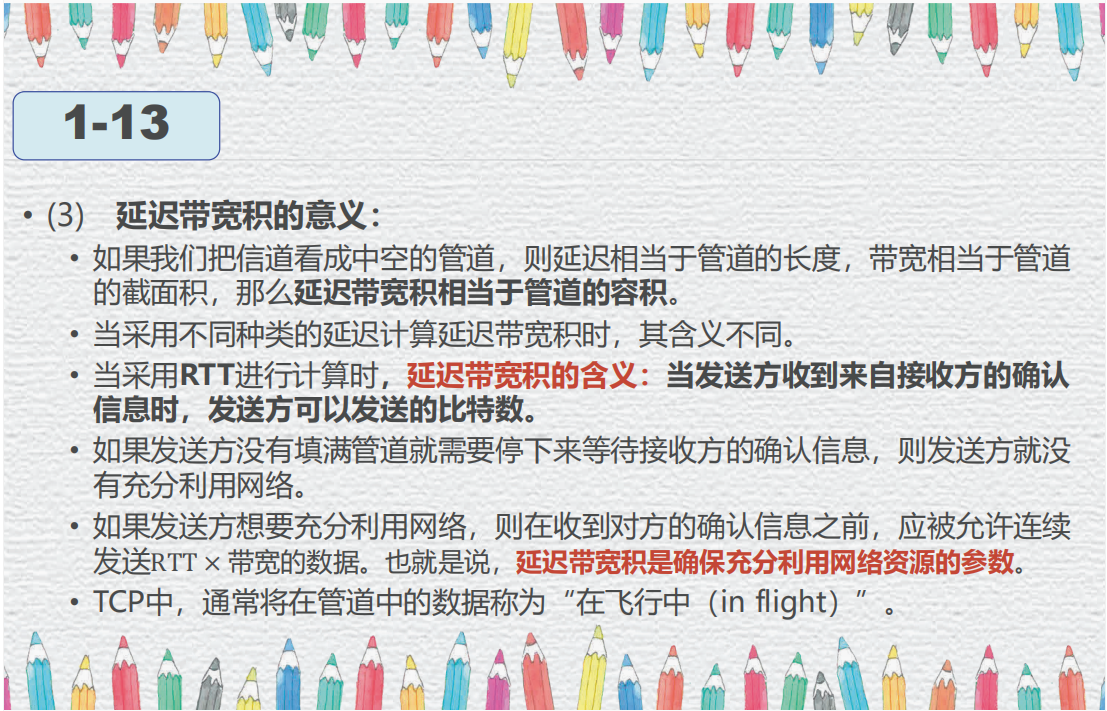 1-13
• (3) 延迟带宽积的意义：
• 如果我们把信道看成中空的管道，则延迟相当于管道的长度，带宽相当于管道
的截面积，那么延迟带宽积相当于管道的容积。
• 当采用不同种类的延迟计算延迟带宽积时，其含义不同。
• 当采用RTT进行计算时，延迟带宽积的含义：当发送方收到来自接收方的确认
信息时，发送方可以发送的比特数。
• 如果发送方没有填满管道就需要停下来等待接收方的确认信息，则发送方就没
有充分利用网络。
• 如果发送方想要充分利用网络，则在收到对方的确认信息之前，应被允许连续
发送RTT × 带宽的数据。也就是说，延迟带宽积是确保充分利用网络资源的参数。
• TCP中，通常将在管道中的数据称为“在飞行中（in flight）”。